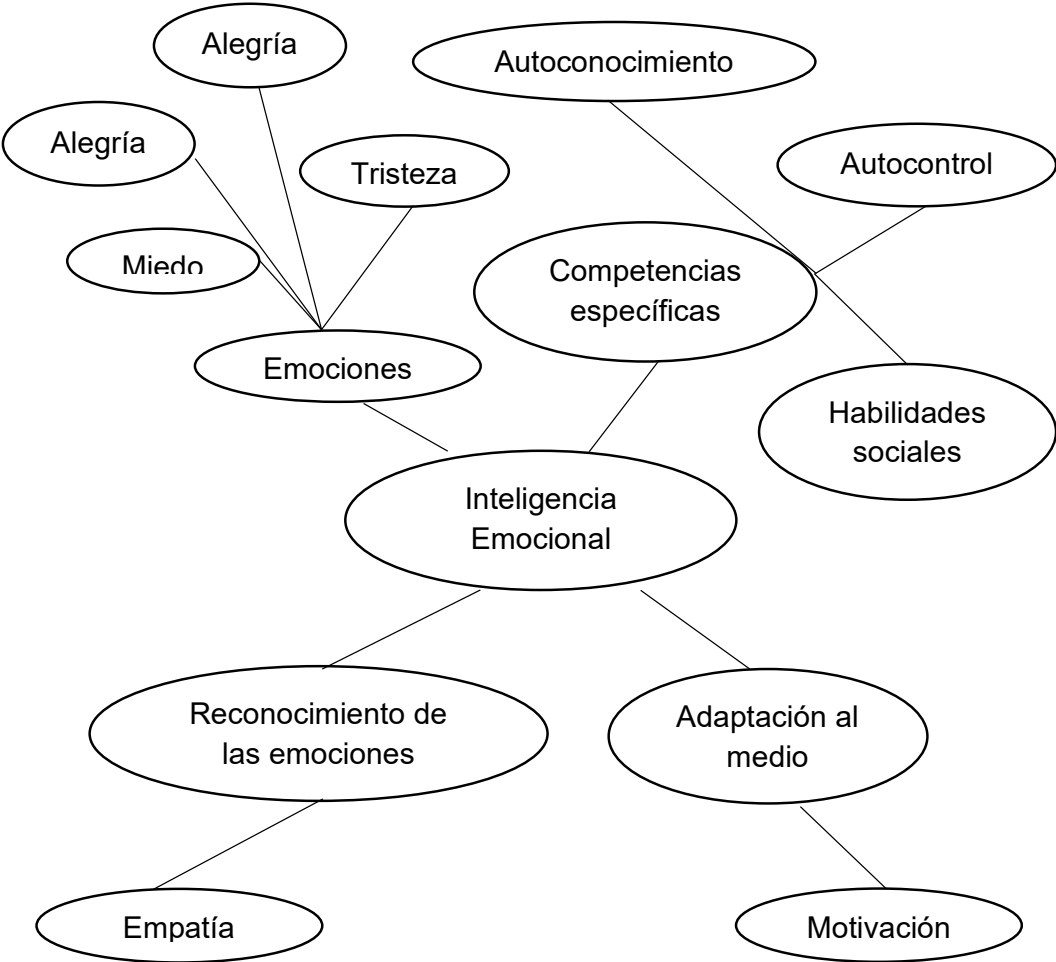 Alegría
Autoconocimiento
Alegría
Autocontrol
Tristeza
Miedo
Competencias
específicas
Emociones
Habilidades
sociales
Inteligencia
Emocional
Reconocimiento de
las emociones
Adaptación al
medio
Empatía
Motivación